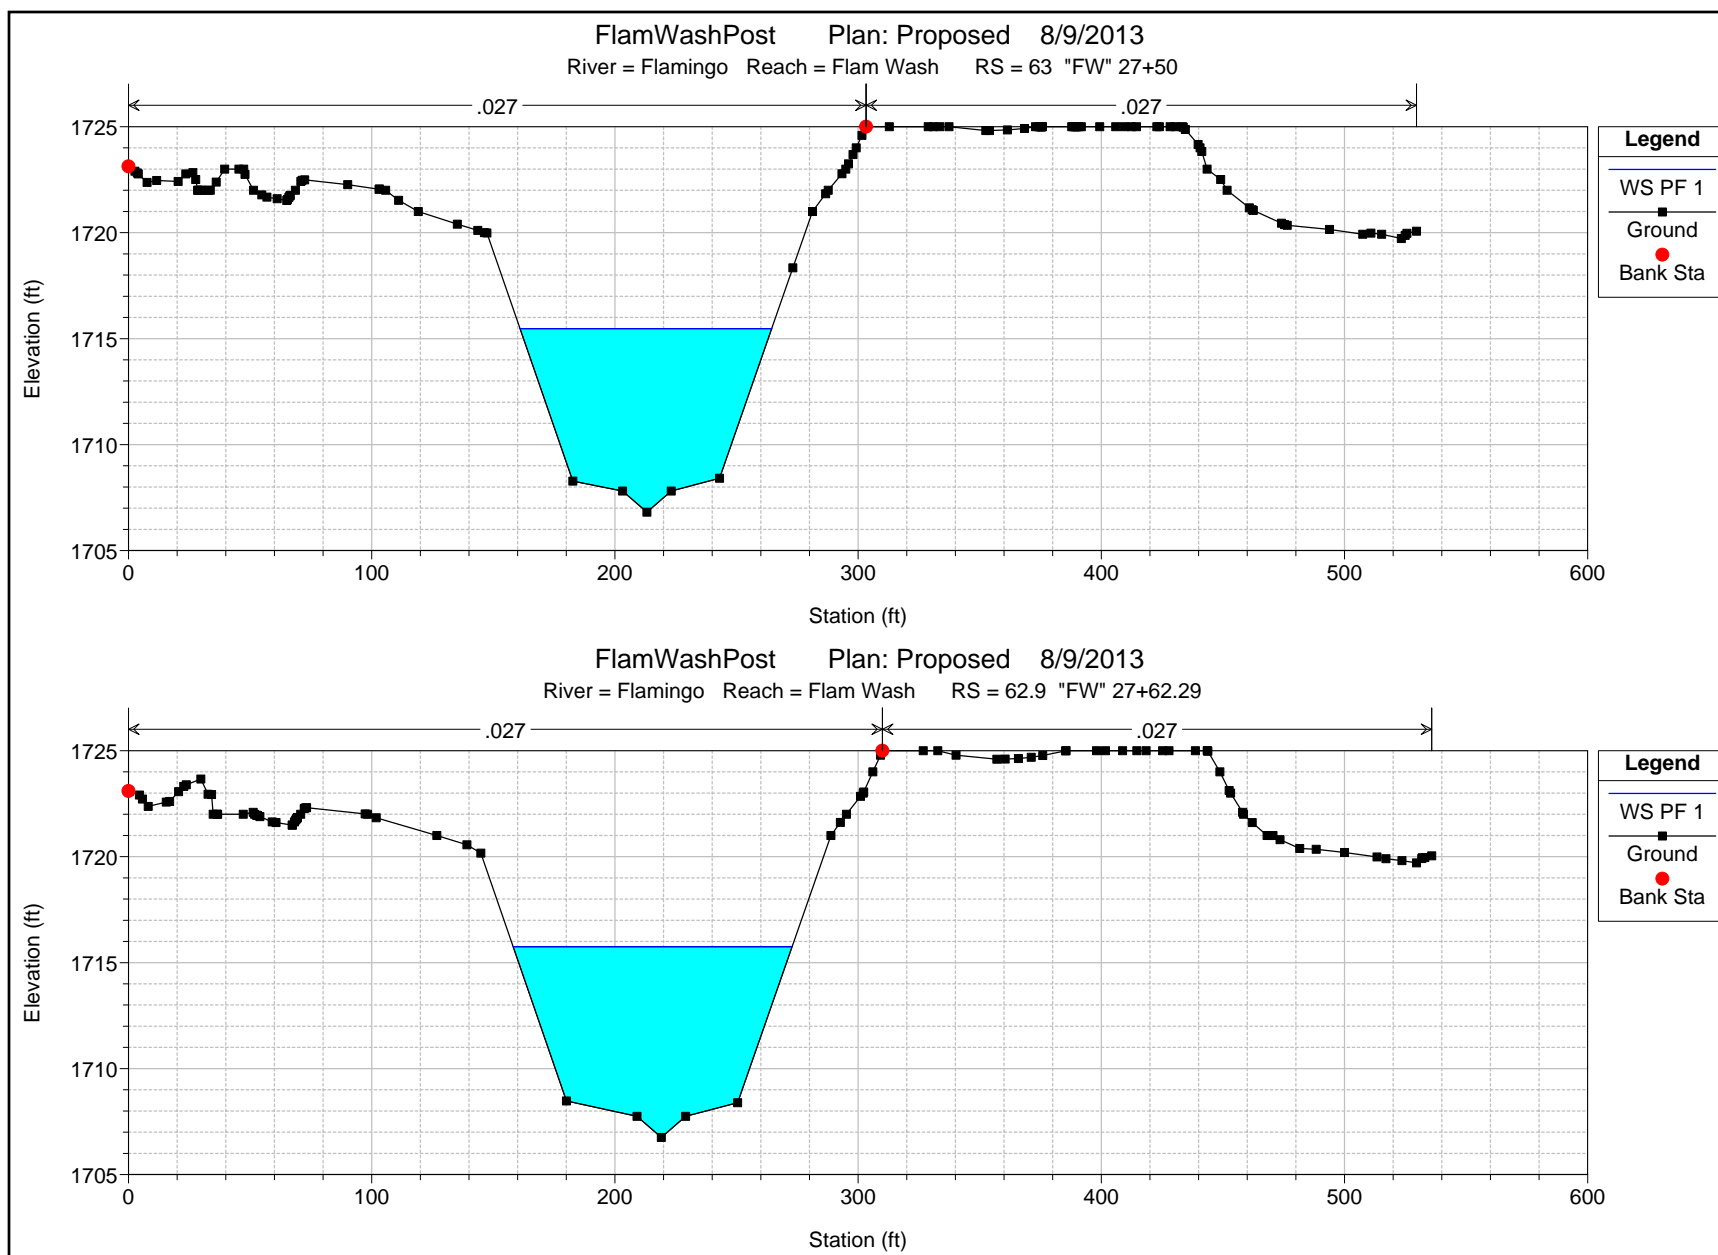 FlamWashPost Plan: Proposed 8/9/2013
River = Flamingo Reach = Flam Wash RS = 63 "FW" 27+50
.027 .027
1725
1720
1715
1710
1705
Elevation (ft)
0 100 200 300 400 500 600
Station (ft)
Legend
WS PF 1
Ground
Bank Sta
FlamWashPost Plan: Proposed 8/9/2013
River = Flamingo Reach = Flam Wash RS = 62.9 "FW" 27+62.29
.027 .027
1725
1720
1715
1710
1705
Elevation (ft)
0 100 200 300 400 500 600
Station (ft)
Legend
WS PF 1
Ground
Bank Sta